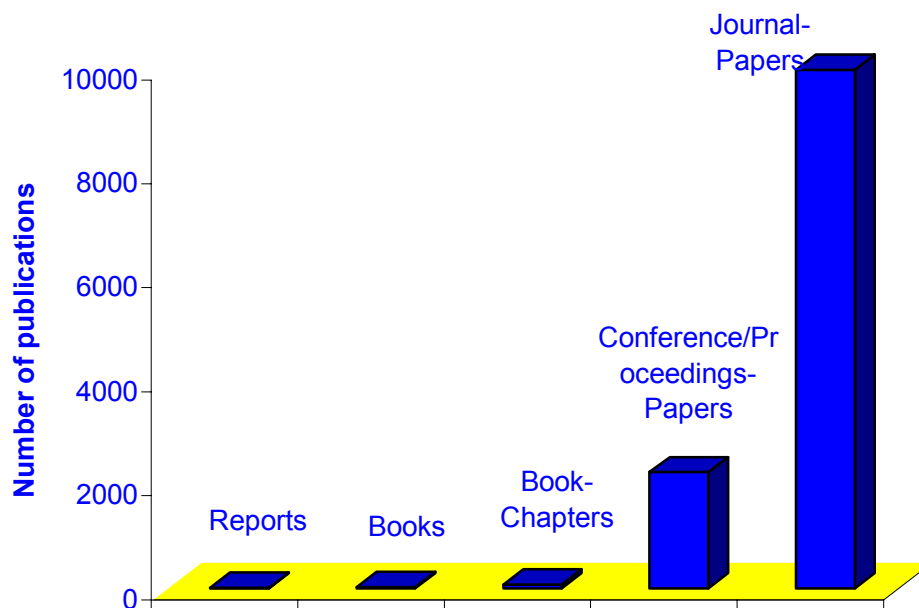 Journal-
Papers
10000
8000
6000
4000
2000
0
Number of publications
Conference/Pr
oceedings-
Papers
Book-
Chapters
Reports
Books